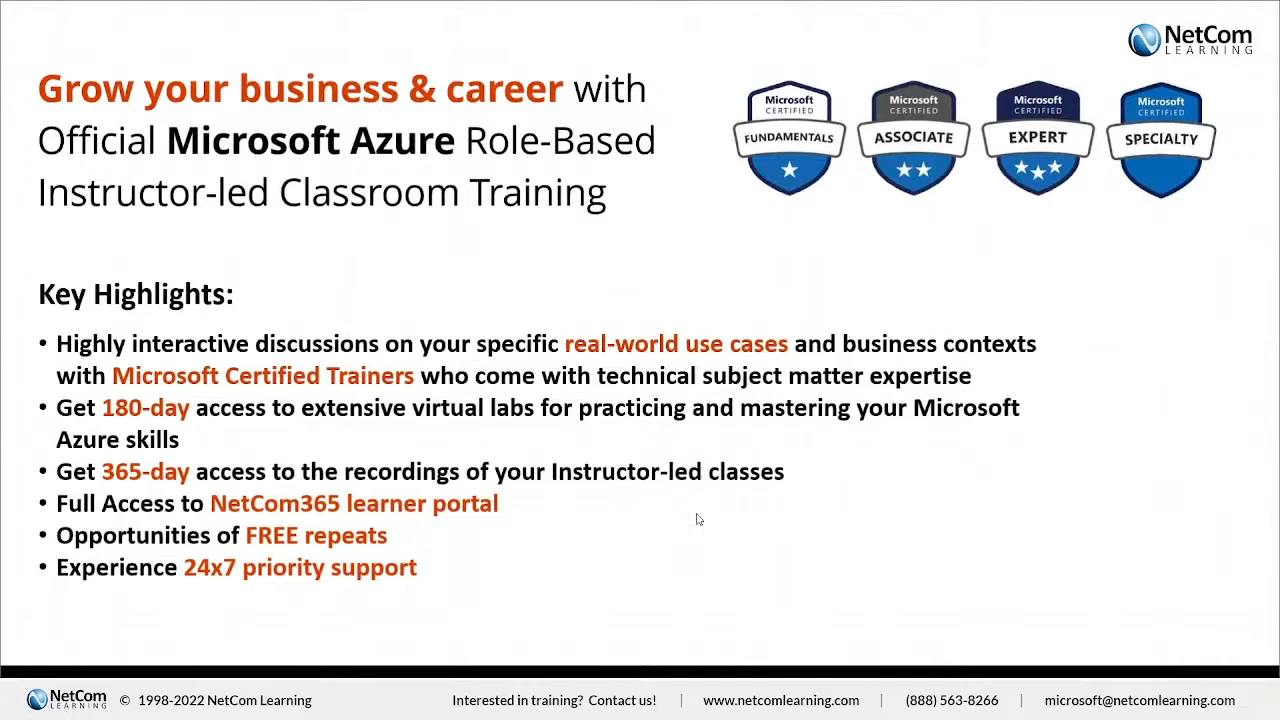 NetCom
LEARNING
Grow your business & career with
Official Microsoft Azure Role-Based
Instructor-led Classroom Training
Microsoft
CERTIFIED
FUNDAMENTALS
Microsoft
CERTIFIED
ASSOCIATE
Microsoft
CERTIFIED
EXPERT
Microsoft
CERTIFIED
SPECIALTY
Key Highlights:
• Highly interactive discussions on your specific real-world use cases and business contexts
with Microsoft Certified Trainers who come with technical subject matter expertise
• Get 180-day access to extensive virtual labs for practicing and mastering your Microsoft
Azure skills
• Get 365-day access to the recordings of your Instructor-led classes
• Full Access to NetCom365 learner portal
• Opportunities of FREE repeats
• Experience 24x7 priority support
NetCom
LEARNING
© 1998-2022 NetCom Learning
Interested in training? Contact us! | www.netcomlearning.com | (888) 563-8266 | microsoft@netcomlearning.com